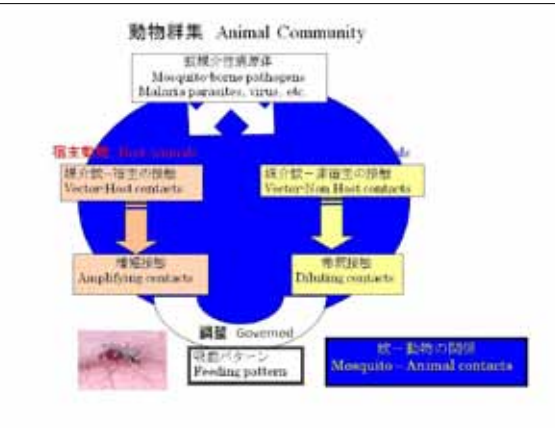 動物群集 Animal Community
蚊媒介性病原体
Mosquito-borne pathogens
Malaria parasites, virus, etc.
宿主動物 Host animals
媒介蚊－宿主の接触
Vector-Host contacts
媒介蚊－非宿主の接触
Vector-Non Host contacts
増幅接触
Amplifying contacts
希釈接触
Diluting contacts
調整 Governed
吸血パターン
Feeding pattern
蚊－動物の関係
Mosquito – Animal contacts